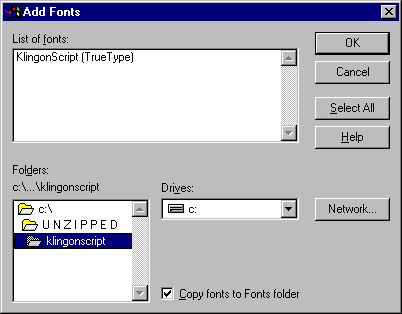 Add Fonts
List of fonts:
KlingonScript (TrueType)
OK
Cancel
Select All
Help
Folders:
c:\...\klingonscript
c:\
UNZIPPED
klingonscript
Drives:
c:
Network...
Copy fonts to Fonts folder